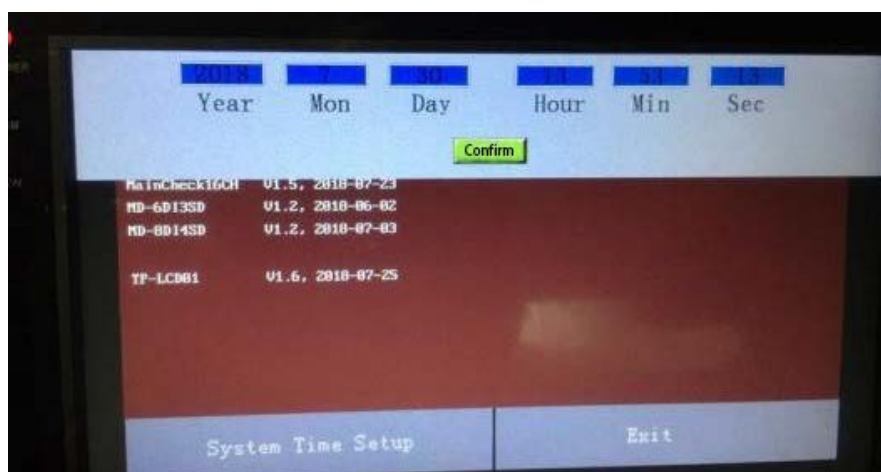 2018 7 30 13 53 13
Year Mon Day Hour Min Sec
Confirm
MainCheck16CH V1.5, 2018-07-23
MD-6DI3SD V1.2, 2018-06-02
MD-8DI4SD V1.2, 2018-07-03
TP-LCD01 V1.6, 2018-07-25
System Time Setup Exit